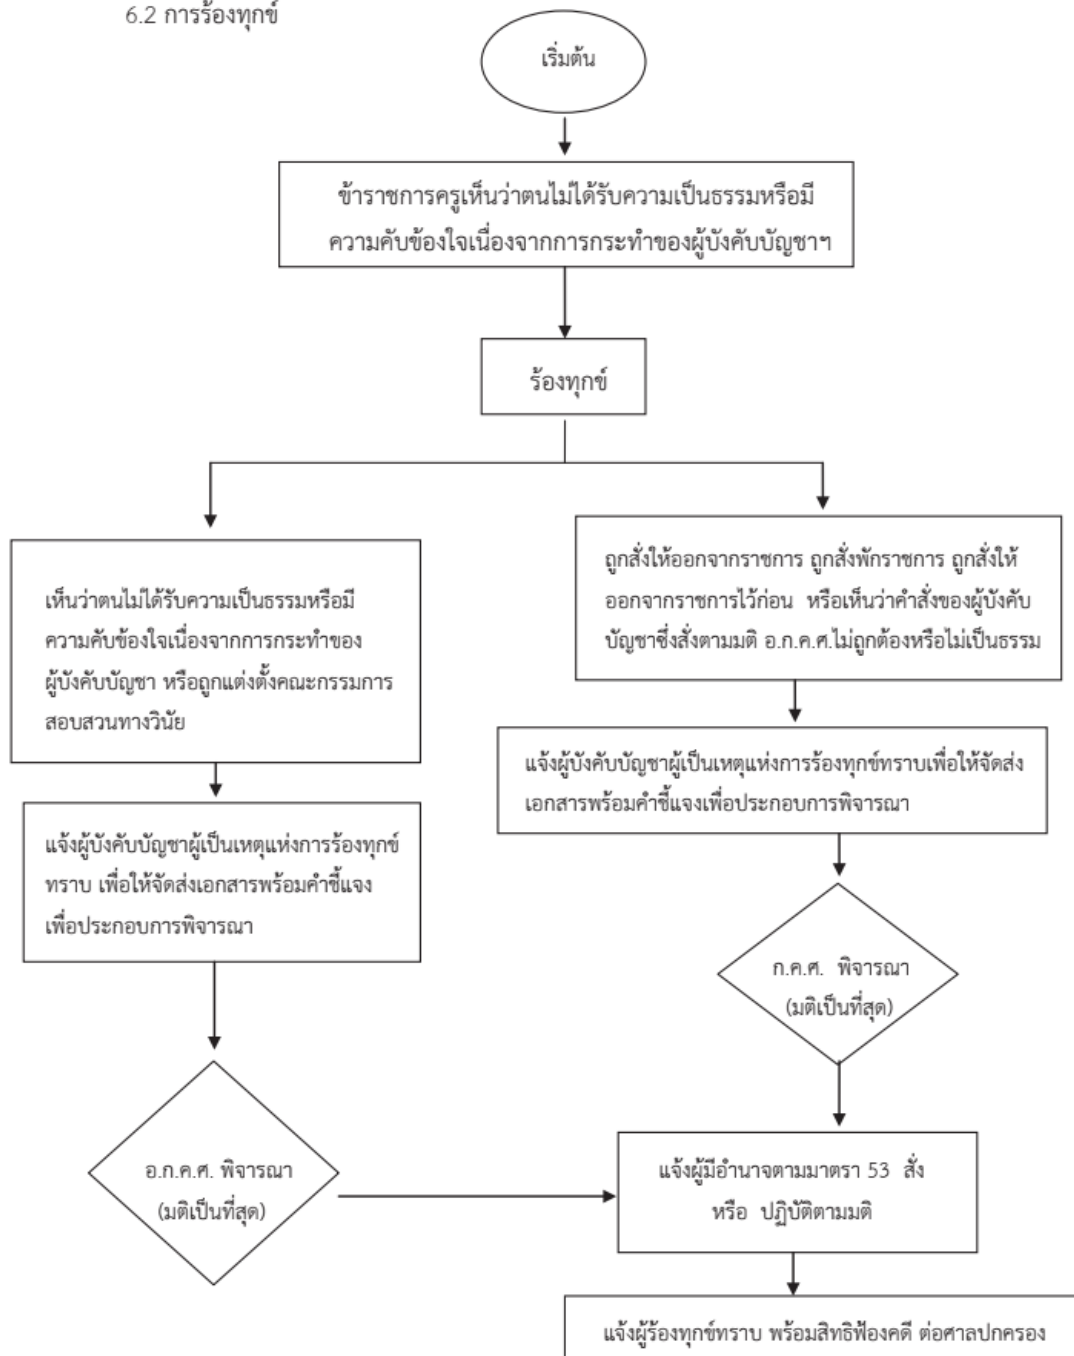 6.2 การร้องทุกข์
เริ่มต้น
ข้าราชการครูเห็นว่าตนไม่ได้รับความเป็นธรรมหรือมี
ความคับข้องใจเนื่องจากการกระทำของผู้บังคับบัญชาฯ
ร้องทุกข์
เห็นว่าตนไม่ได้รับความเป็นธรรมหรือมี
ความคับข้องใจเนื่องจากการกระทำของ
ผู้บังคับบัญชา หรือถูกแต่งตั้งคณะกรรมการ
สอบสวนทางวินัย
แจ้งผู้บังคับบัญชาผู้เป็นเหตุแห่งการร้องทุกข์
ทราบ เพื่อให้จัดส่งเอกสารพร้อมคำชี้แจง
เพื่อประกอบการพิจารณา
อ.ก.ค.ศ. พิจารณา
(มติเป็นที่สุด)
ถูกสั่งให้ออกจากราชการ ถูกสั่งพักราชการ ถูกสั่งให้
ออกจากราชการไว้ก่อน หรือเห็นว่าคำสั่งของผู้บังคับ
บัญชาซึ่งสั่งตามมติ อ.ก.ค.ศ.ไม่ถูกต้องหรือไม่เป็นธรรม
แจ้งผู้บังคับบัญชาผู้เป็นเหตุแห่งการร้องทุกข์ทราบเพื่อให้จัดส่ง
เอกสารพร้อมคำชี้แจงเพื่อประกอบการพิจารณา
ก.ค.ศ. พิจารณา
(มติเป็นที่สุด)
แจ้งผู้มีอำนาจตามมาตรา 53 สั่ง
หรือ ปฏิบัติตามมติ
แจ้งผู้ร้องทุกข์ทราบ พร้อมสิทธิฟ้องคดี ต่อศาลปกครอง